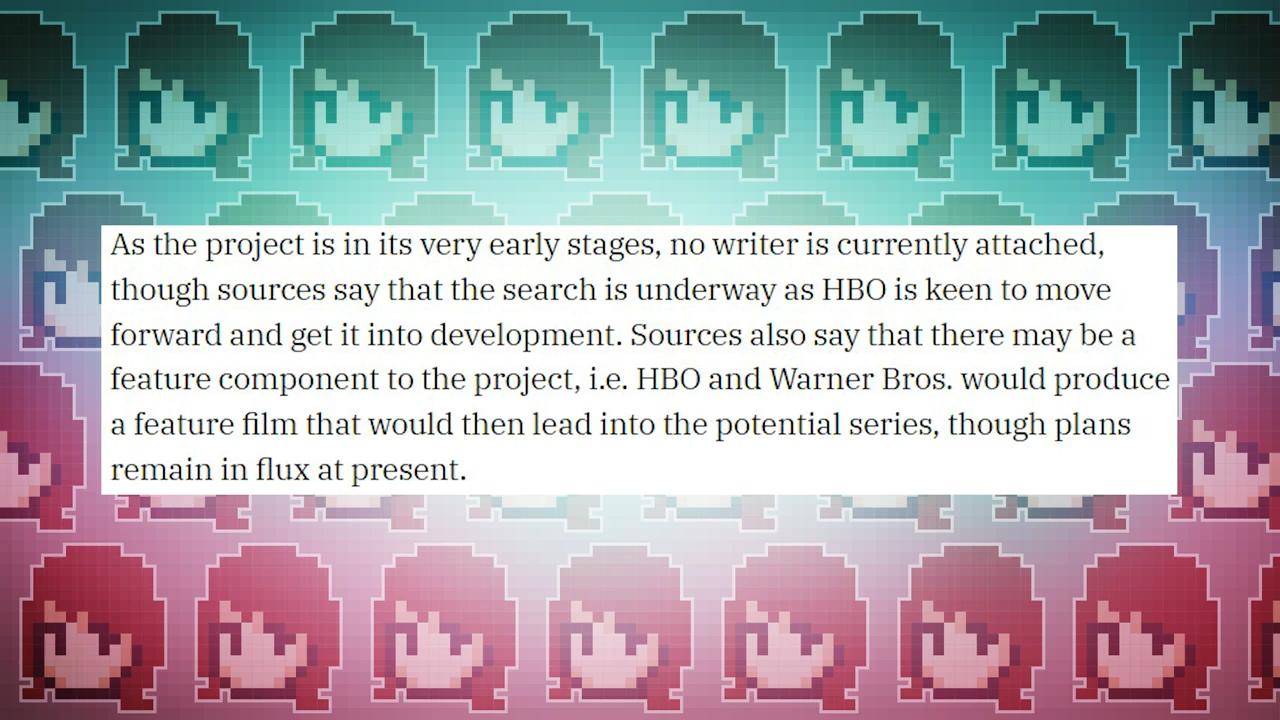 As the project is in its very early stages, no writer is currently attached,
though sources say that the search is underway as HBO is keen to move
forward and get it into development. Sources also say that there may be a
feature component to the project, i.e. HBO and Warner Bros. would produce
a feature film that would then lead into the potential series, though plans
remain in flux at present.